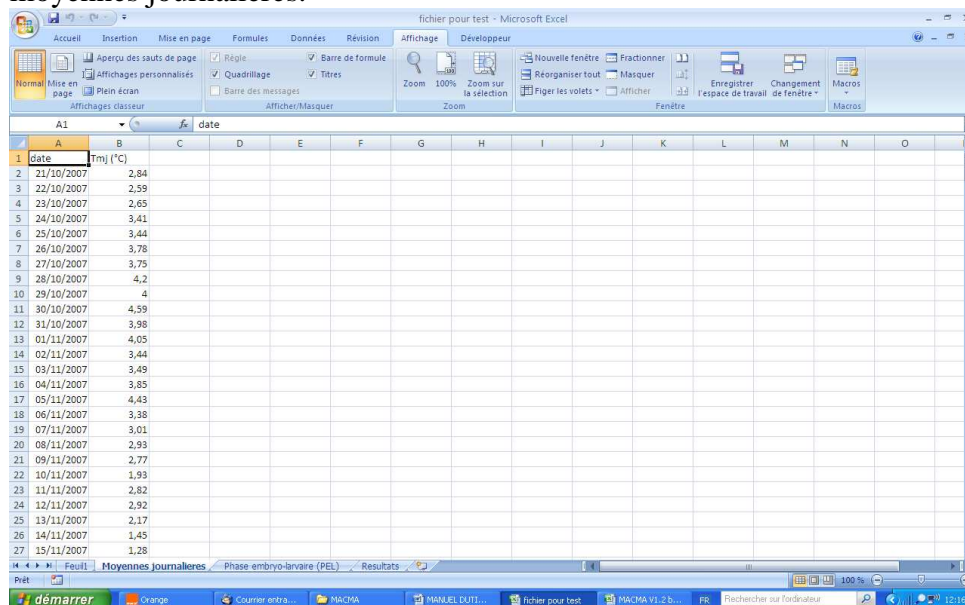 moyennes journalières.
fichier pour test - Microsoft Excel
Accueil Insertion Mise en page Formules Données Révision Affichage Développeur
Normal Mise en page
Aperçu des sauts de page
Affichages personnalisés
Plein écran
Affichages classeur
Règle Barre de formule
Quadrillage Titres
Barre des messages
Afficher/Masquer
Zoom 100% Zoom sur la sélection
Zoom
Nouvelle fenêtre Fractionner
Réorganiser tout Masquer
Figer les volets Afficher
Enregistrer l'espace de travail Changement de fenêtre
Fenêtre
Macros
Macros
A1 fx date
A B C D E F G H I J K L M N O
1 date Tmj (°C)
2 21/10/2007 2,84
3 22/10/2007 2,59
4 23/10/2007 2,65
5 24/10/2007 3,41
6 25/10/2007 3,44
7 26/10/2007 3,78
8 27/10/2007 3,75
9 28/10/2007 4,2
10 29/10/2007 4
11 30/10/2007 4,59
12 31/10/2007 3,98
13 01/11/2007 4,05
14 02/11/2007 3,44
15 03/11/2007 3,49
16 04/11/2007 3,85
17 05/11/2007 4,43
18 06/11/2007 3,38
19 07/11/2007 3,01
20 08/11/2007 2,93
21 09/11/2007 2,77
22 10/11/2007 1,93
23 11/11/2007 2,82
24 12/11/2007 2,92
25 13/11/2007 2,17
26 14/11/2007 1,45
27 15/11/2007 1,28
Feuil1 Moyennes journalieres Phase embryo-larvaire (PEL) Resultats
Prêt 100 %
démarrer Orange Courrier entra... MACMA MANUEL DUTI... fichier pour test MACMA V1.2 b... FR Rechercher sur l'ordinateur 12:16